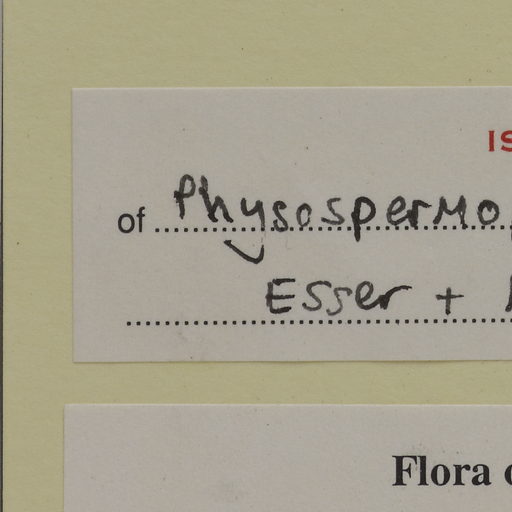 IS
of Physospermo
Esser +
Flora